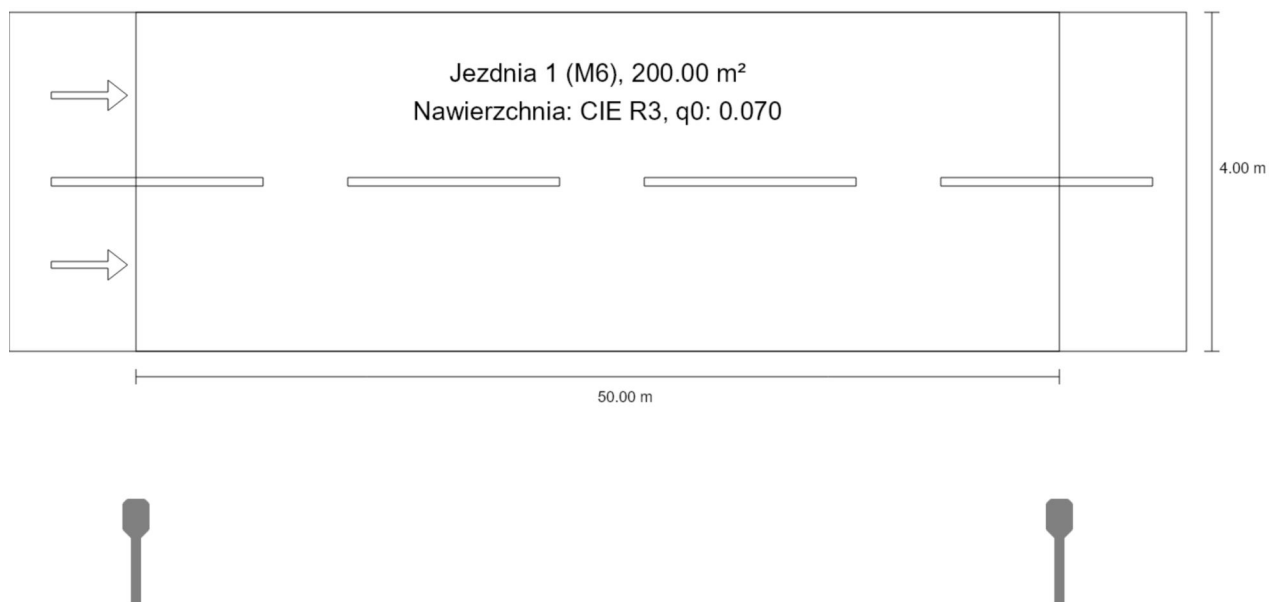 Jezdnia 1 (M6), 200.00 m²
Nawierzchnia: CIE R3, q0: 0.070
4.00 m
50.00 m